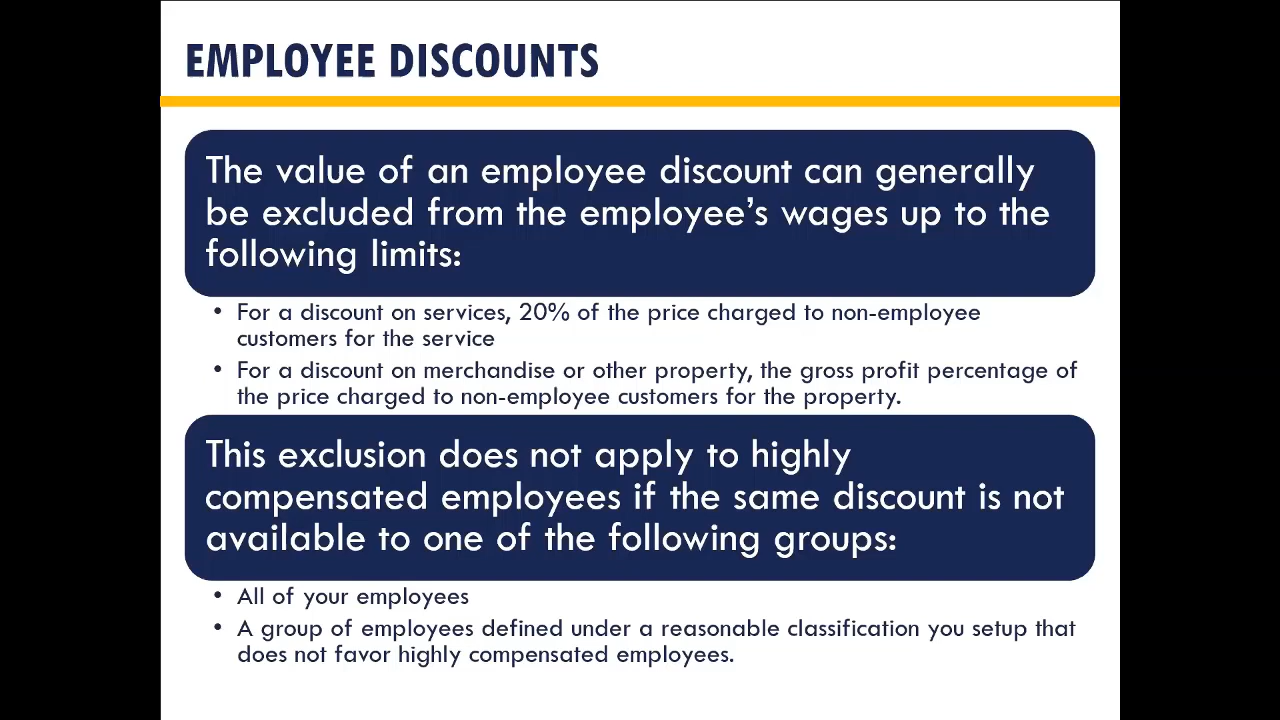 EMPLOYEE DISCOUNTS
The value of an employee discount can generally
be excluded from the employee’s wages up to the
following limits:
• For a discount on services, 20% of the price charged to non-employee
customers for the service
• For a discount on merchandise or other property, the gross profit percentage of
the price charged to non-employee customers for the property.
This exclusion does not apply to highly
compensated employees if the same discount is not
available to one of the following groups:
• All of your employees
• A group of employees defined under a reasonable classification you setup that
does not favor highly compensated employees.